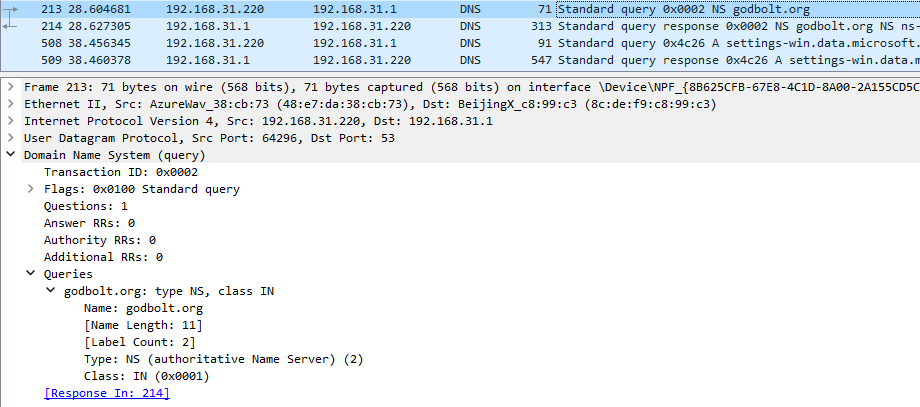 213 28.604681 192.168.31.220 192.168.31.1 DNS 71 Standard query 0x0002 NS godbolt.org
214 28.627305 192.168.31.1 192.168.31.220 DNS 313 Standard query response 0x0002 NS godbolt.org NS ns-
508 38.456345 192.168.31.220 192.168.31.1 DNS 91 Standard query 0x4c26 A settings-win.data.microsoft.
509 38.460378 192.168.31.1 192.168.31.220 DNS 547 Standard query response 0x4c26 A settings-win.data.m
Frame 213: 71 bytes on wire (568 bits), 71 bytes captured (568 bits) on interface \Device\NPF_{8B625CFB-67E8-4C1D-8A00-2A155CD5C
Ethernet II, Src: AzureWav_38:cb:73 (48:e7:da:38:cb:73), Dst: BeijingX_c8:99:c3 (8c:de:f9:c8:99:c3)
Internet Protocol Version 4, Src: 192.168.31.220, Dst: 192.168.31.1
User Datagram Protocol, Src Port: 64296, Dst Port: 53
Domain Name System (query)
Transaction ID: 0x0002
Flags: 0x0100 Standard query
Questions: 1
Answer RRs: 0
Authority RRs: 0
Additional RRs: 0
Queries
godbolt.org: type NS, class IN
Name: godbolt.org
[Name Length: 11]
[Label Count: 2]
Type: NS (authoritative Name Server) (2)
Class: IN (0x0001)
[Response In: 214]